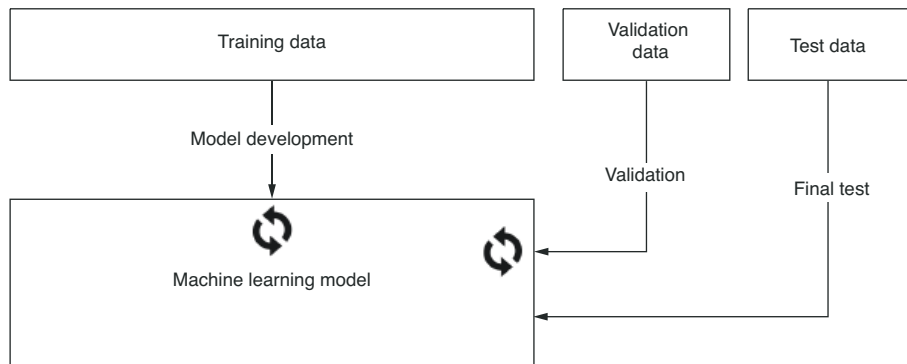 Training data
Validation
data
Test data
Model development
Validation
Final test
Machine learning model